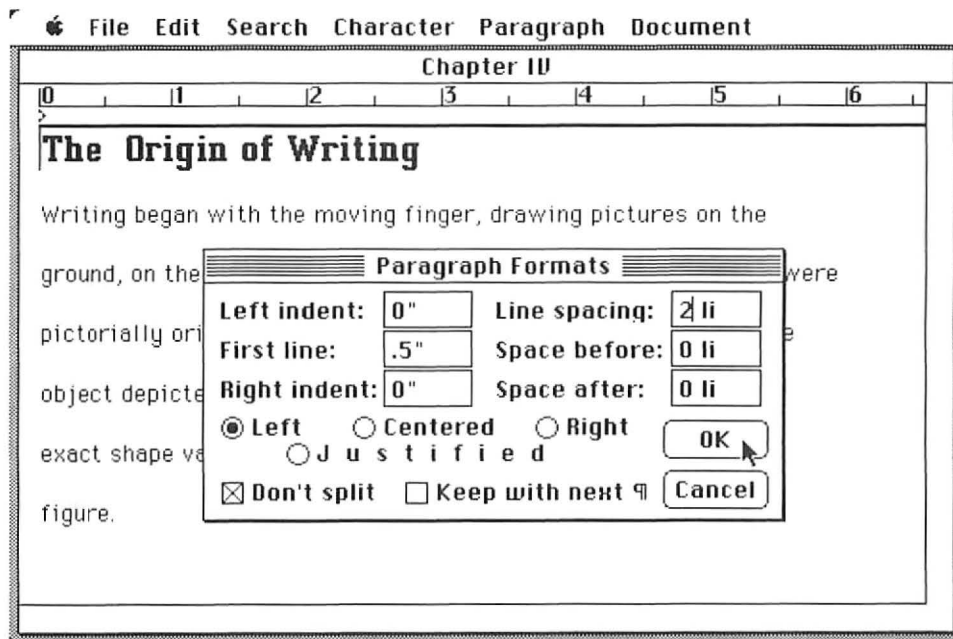 File Edit Search Character Paragraph Document
Chapter IV
0 1 2 3 4 5 6
The Origin of Writing
Writing began with the moving finger, drawing pictures on the
ground, on the
were
pictorially ori
object depicte
exact shape va
figure.
Paragraph Formats
Left indent: 0" Line spacing: 2 li
First line: .5" Space before: 0 li
Right indent: 0" Space after: 0 li
Left Centered Right
Justified
OK
Don't split Keep with next ¶ Cancel